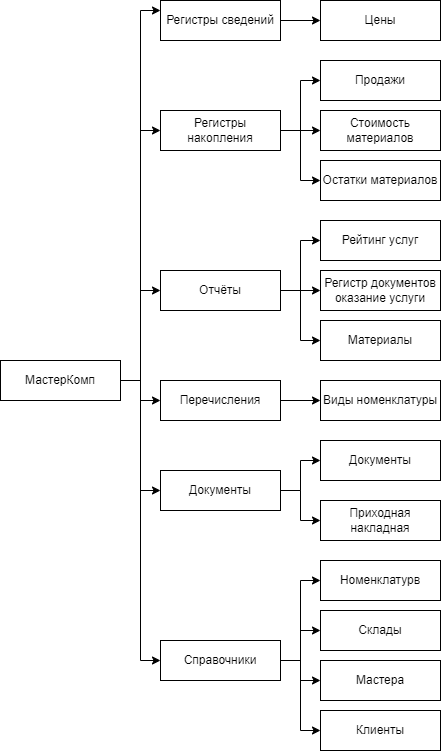 Регистры сведений
Цены
Продажи
Регистры
накопления
Стоимость
материалов
Остатки материалов
Рейтинг услуг
Отчёты
Регистр документов
оказание услуги
Материалы
МастерКомп
Перечисления
Виды номенклатуры
Документы
Документы
Приходная
накладная
Номенклатурв
Склады
Справочники
Мастера
Клиенты